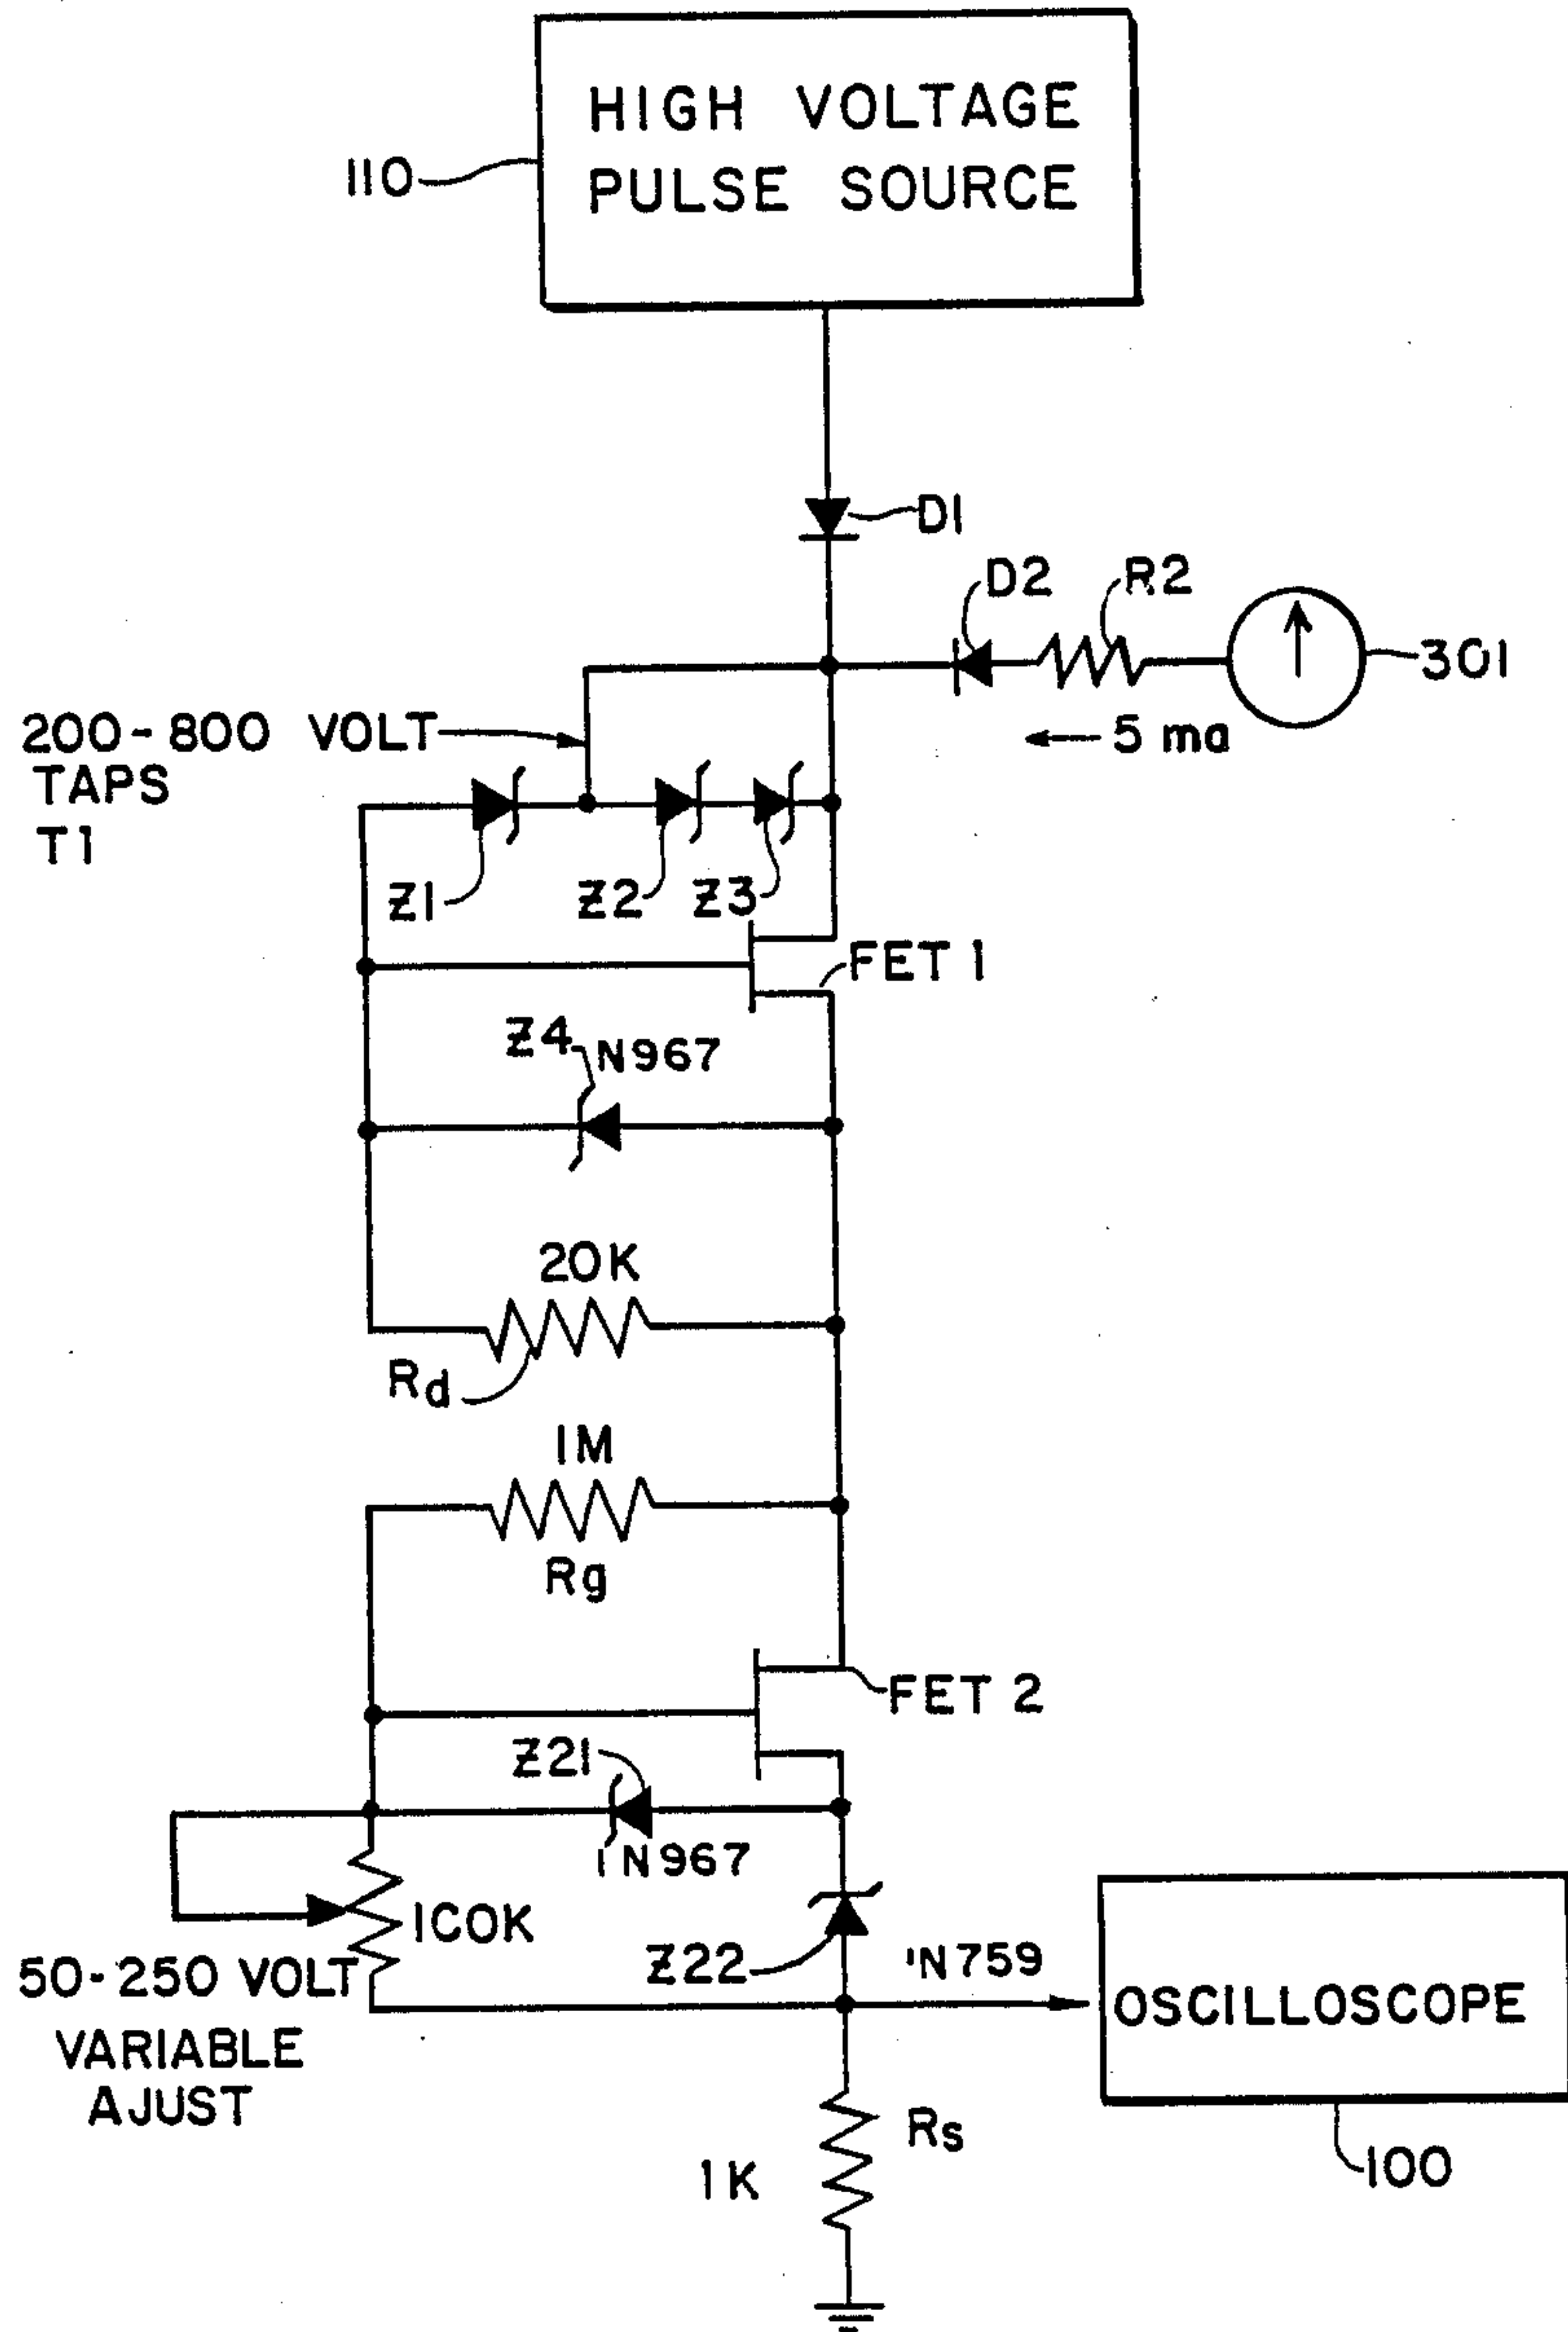 HIGH VOLTAGE
PULSE SOURCE
110
D1
D2
R2
301
5 ma
200-800 VOLT
TAPS
T1
Z1
Z2
Z3
FET 1
Z4
N967
20K
Rd
1M
Rg
FET 2
Z21
1N967
100K
50-250 VOLT
VARIABLE
AJUST
Z22
1N759
OSCILLOSCOPE
100
Rs
1K